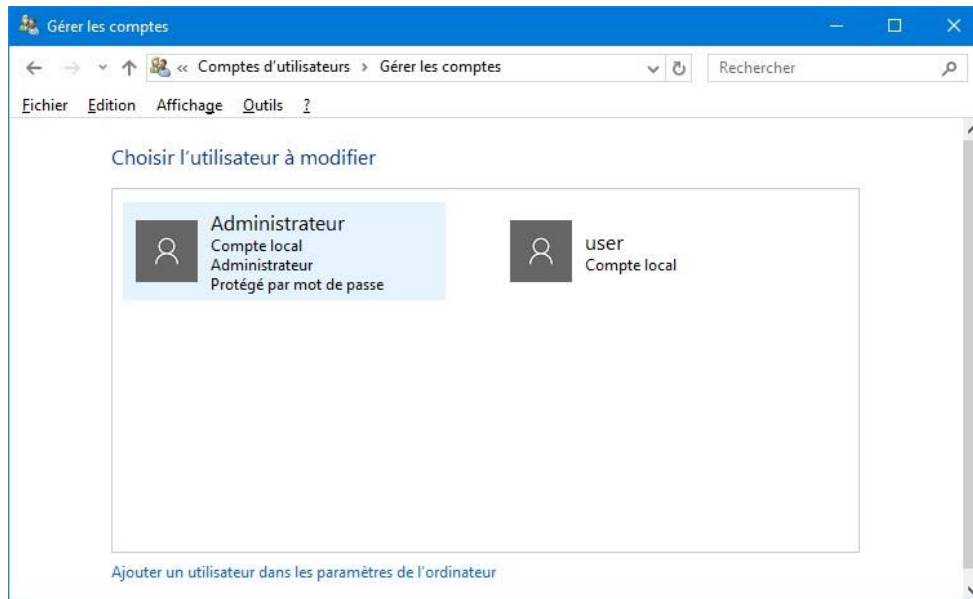 Gérer les comptes
« Comptes d'utilisateurs > Gérer les comptes Rechercher
Fichier Edition Affichage Outils ?
Choisir l'utilisateur à modifier
Administrateur
Compte local
Administrateur
Protégé par mot de passe
user
Compte local
Ajouter un utilisateur dans les paramètres de l'ordinateur